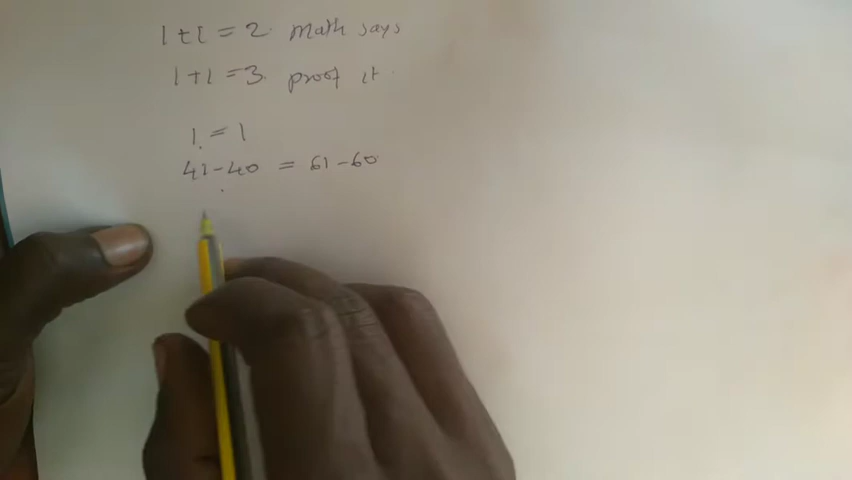 1+1 = 2. Math says
1+1 = 3. proof it.
1 = 1
41-40 = 61-60